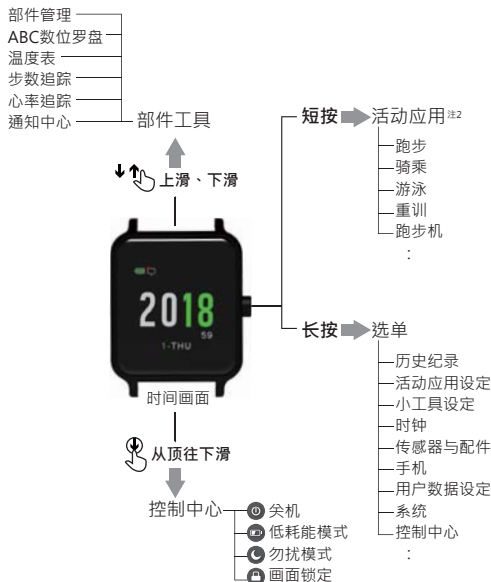 部件管理
ABC数位罗盘
温度表
步数追踪
心率追踪
通知中心
部件工具
上滑、下滑
2018
59
1-THU
时间画面
从顶往下滑
控制中心
关机
低耗能模式
勿扰模式
画面锁定
短按
活动应用 注2
跑步
骑乘
游泳
重训
跑步机
:
长按
选单
历史纪录
活动应用设定
小工具设定
时钟
传感器与配件
手机
用户数据设定
系统
控制中心
: